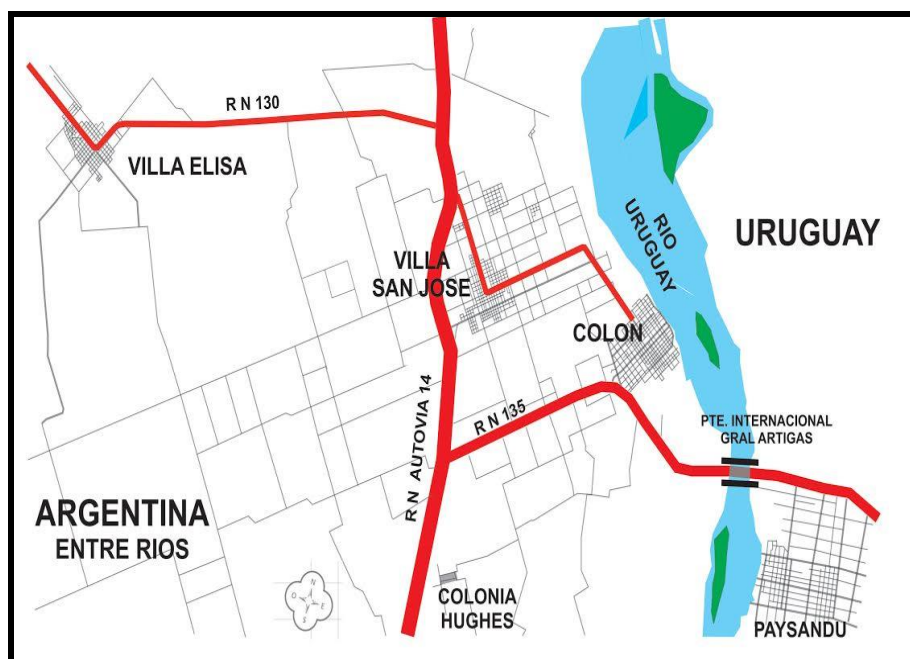 R N 130
VILLA ELISA
RIO
URUGUAY
URUGUAY
VILLA
SAN JOSE
COLON
R N AUTOVIA 14
R N 135
PTE. INTERNACIONAL
GRAL ARTIGAS
ARGENTINA
ENTRE RIOS
N
O
E
S
COLONIA
HUGHES
PAYSANDU